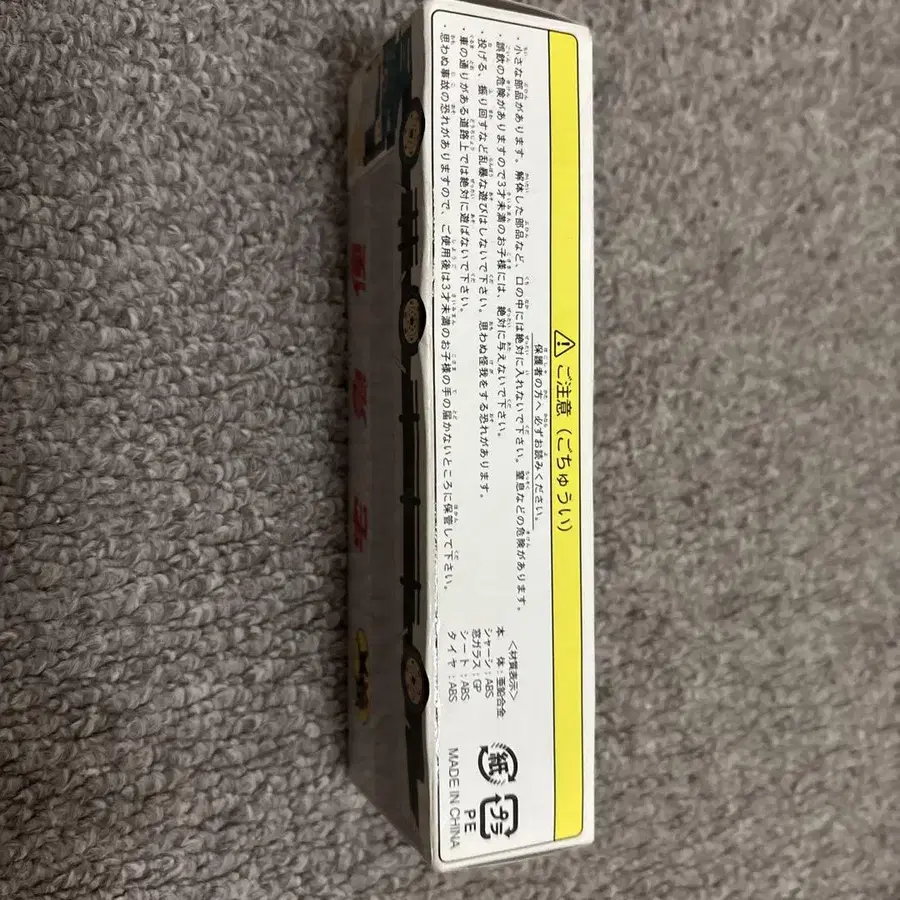 ⚠ご注意（ごちゅうい）
保護者の方へ 必ずお読みください。
・小さな部品があります。解体した部品など、口の中には絶対に入れないで下さい。窒息などの危険があります。
・誤飲の危険がありますので3才未満のお子様には、絶対に与えないで下さい。
・投げる、振り回すなど乱暴な遊びはしないで下さい。思わぬ怪我をする恐れがあります。
・車の通りがある道路上では絶対に遊ばないで下さい。
・思わぬ事故の恐れがありますので、ご使用後は3才未満のお子様の手の届かないところに保管して下さい。
<材質表示>
本 体：亜鉛合金
シャーシ：ABS
窓ガラス：GP
シート：ABS
タイヤ：ABS
紙
プラ
PE
MADE IN CHINA